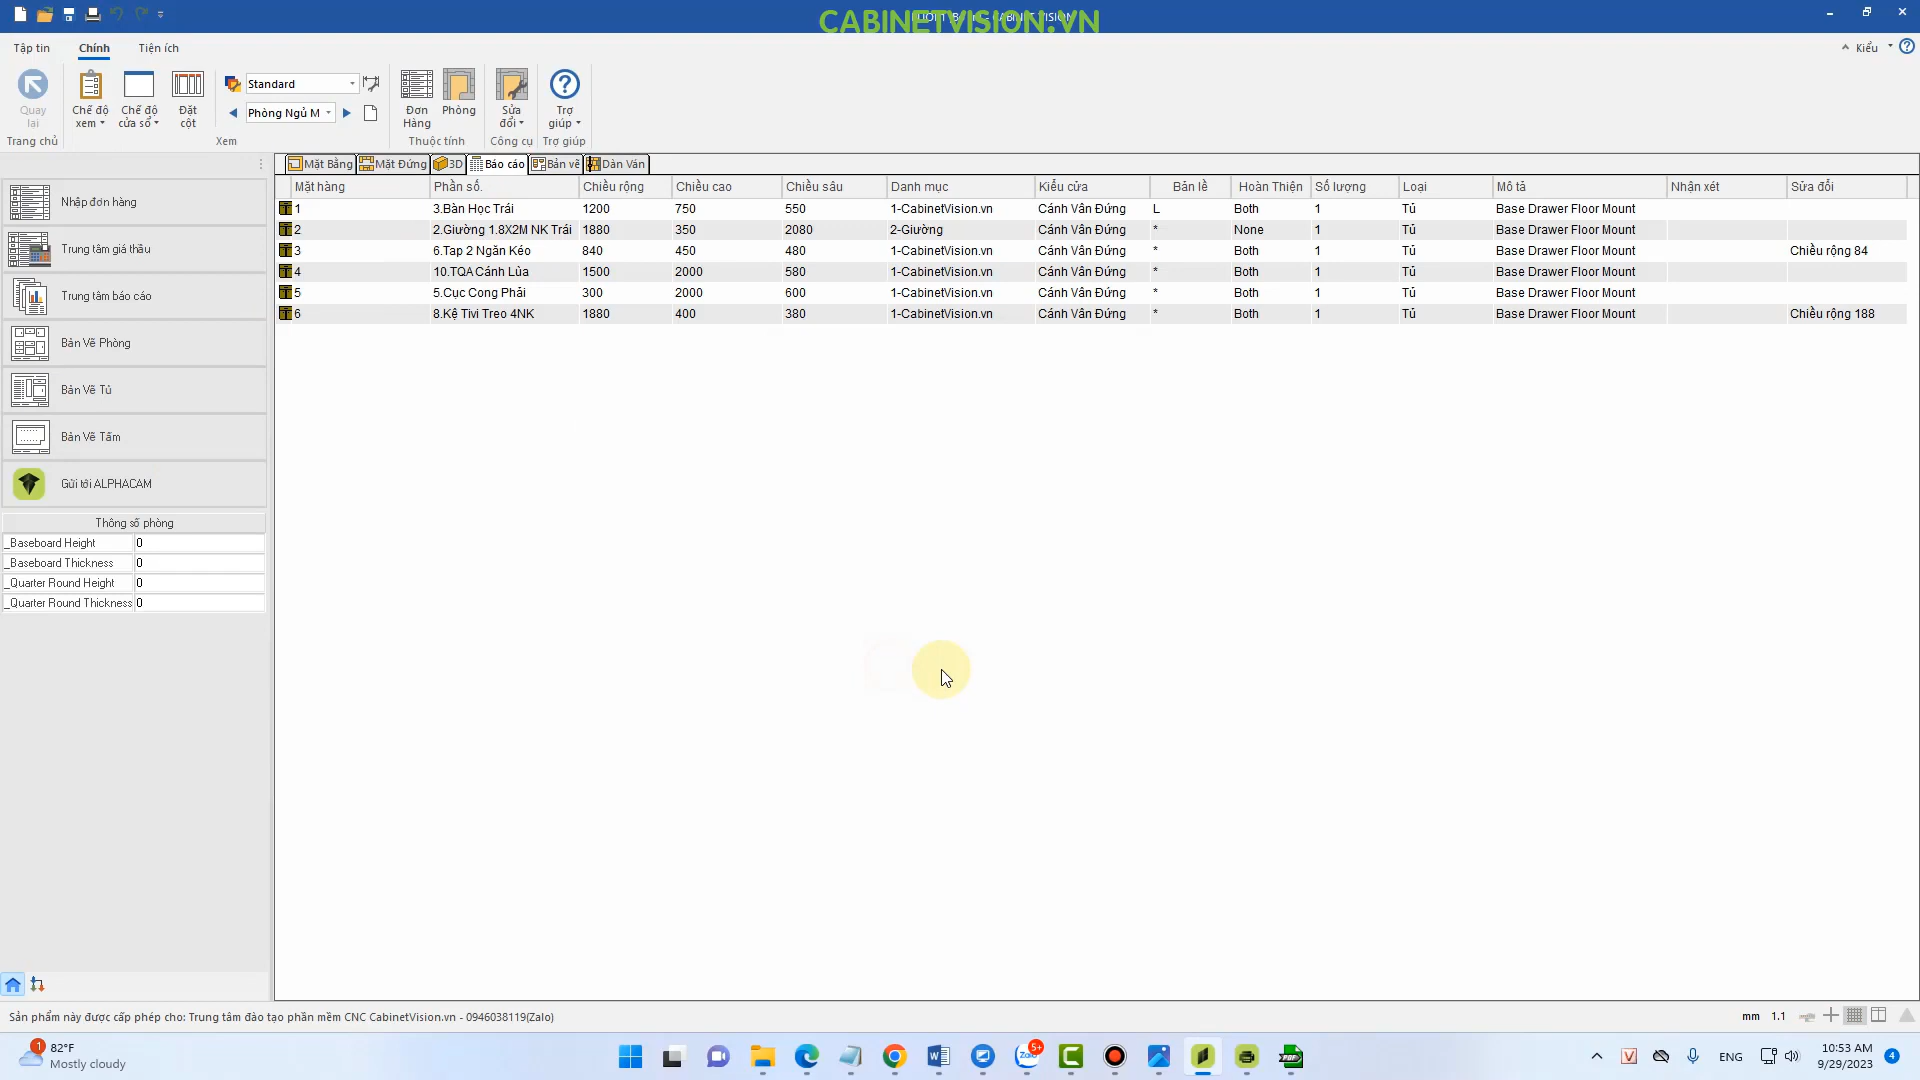 CABINETVISION.VN
Tập tin Chính Tiện ích Kiểu
Quay lại
Chế độ xem
Chế độ cửa sổ
Đặt cột
Standard
Phòng Ngủ M
Đơn Hàng
Phòng
Sửa đổi
Trợ giúp
Trang chủ Xem Thuộc tính Công cụ Trợ giúp
Mặt Bằng Mặt Đứng 3D Báo cáo Bản vẽ Dàn Ván
Mặt hàng Phần số. Chiều rộng Chiều cao Chiều sâu Danh mục Kiểu cửa Bản lề Hoàn Thiện Số lượng Loại Mô tả Nhận xét Sửa đổi
1 3.Bàn Học Trái 1200 750 550 1-CabinetVision.vn Cánh Vân Đứng L Both 1 Tủ Base Drawer Floor Mount
2 2.Giường 1.8X2M NK Trái 1880 350 2080 2-Giường Cánh Vân Đứng * None 1 Tủ Base Drawer Floor Mount
3 6.Tap 2 Ngăn Kéo 840 450 480 1-CabinetVision.vn Cánh Vân Đứng * Both 1 Tủ Base Drawer Floor Mount Chiều rộng 84
4 10.TQA Cánh Lùa 1500 2000 580 1-CabinetVision.vn Cánh Vân Đứng * Both 1 Tủ Base Drawer Floor Mount
5 5.Cục Cong Phải 300 2000 600 1-CabinetVision.vn Cánh Vân Đứng * Both 1 Tủ Base Drawer Floor Mount
6 8.Kệ Tivi Treo 4NK 1880 400 380 1-CabinetVision.vn Cánh Vân Đứng * Both 1 Tủ Base Drawer Floor Mount Chiều rộng 188
Nhập đơn hàng
Trung tâm giá thầu
Trung tâm báo cáo
Bản Vẽ Phòng
Bản Vẽ Tủ
Bản Vẽ Tấm
Gửi tới ALPHACAM
Thông số phòng
_Baseboard Height 0
_Baseboard Thickness 0
_Quarter Round Height 0
_Quarter Round Thickness 0
Sản phẩm này được cấp phép cho: Trung tâm đào tạo phần mềm CNC CabinetVision.vn - 0946038119(Zalo) mm 1.1
1 82°F
Mostly cloudy
5+
ENG
10:53 AM
9/29/2023
4